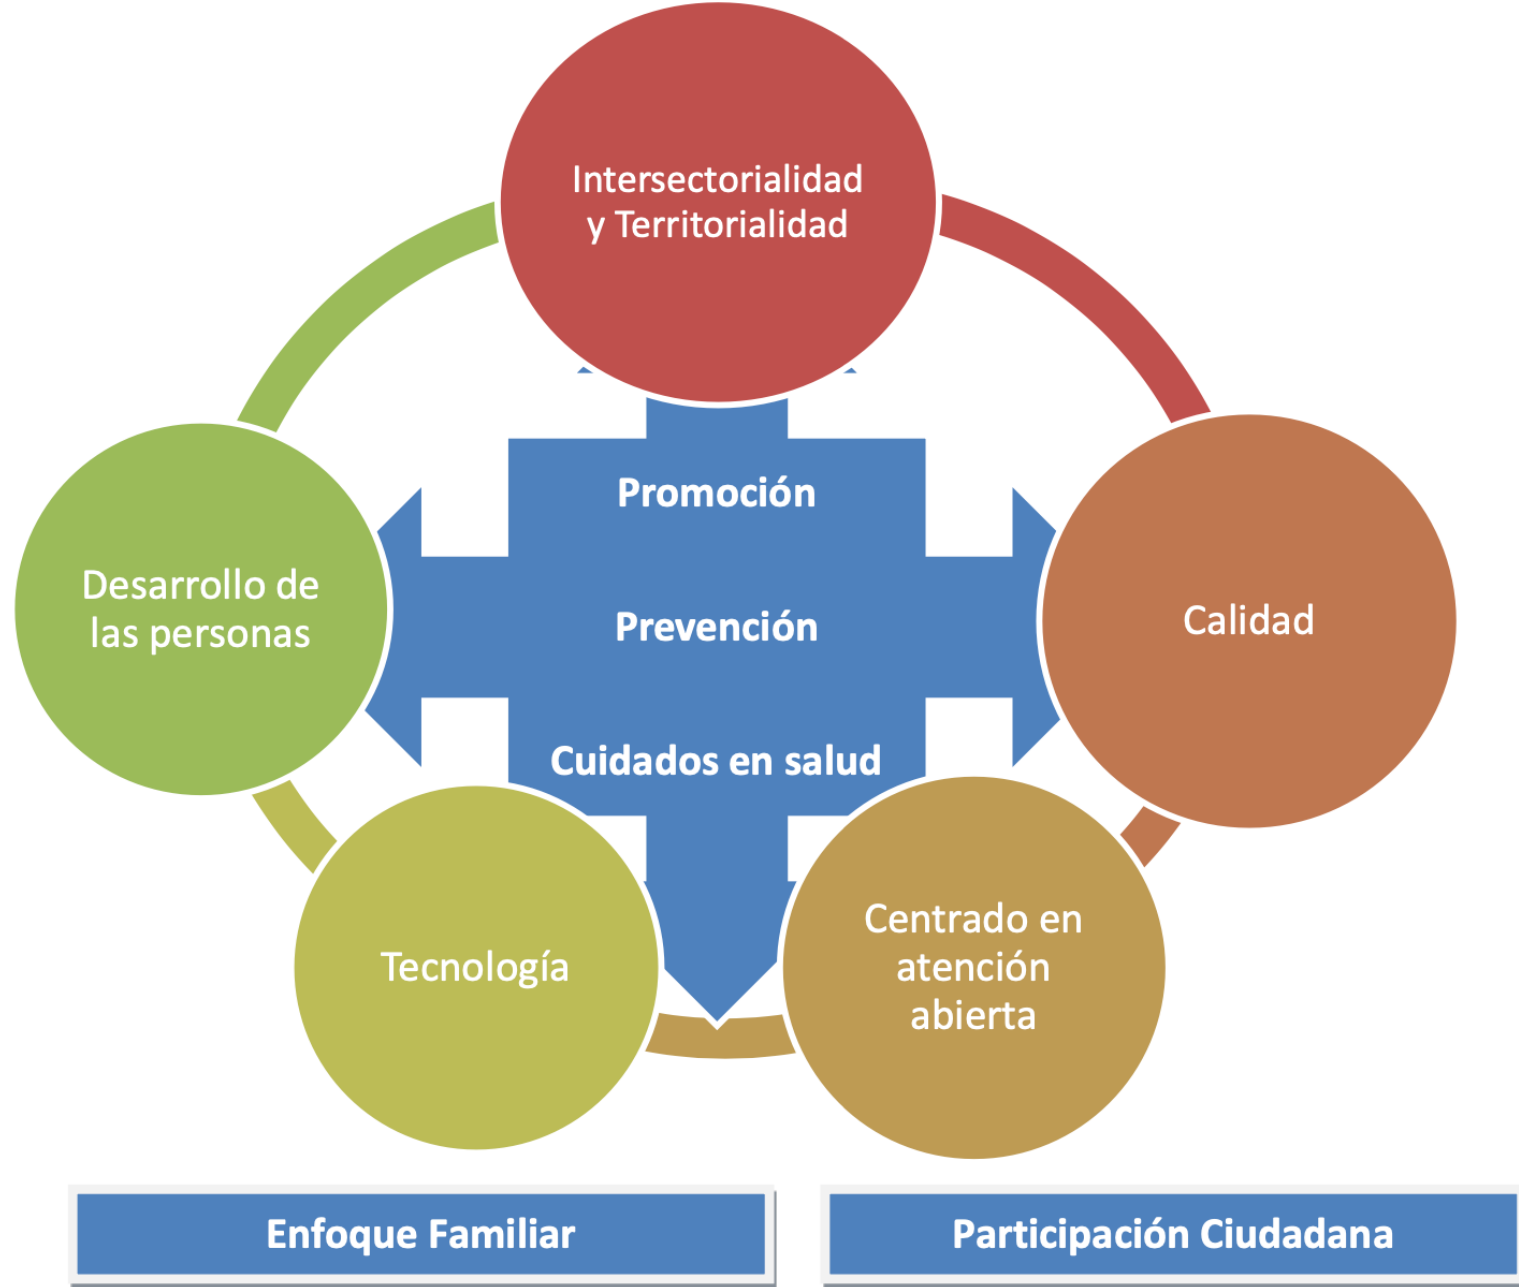 Intersectorialidad
y Territorialidad
Promoción
Desarrollo de
las personas
Prevención
Calidad
Cuidados en salud
Tecnología
Centrado en
atención
abierta
Enfoque Familiar
Participación Ciudadana